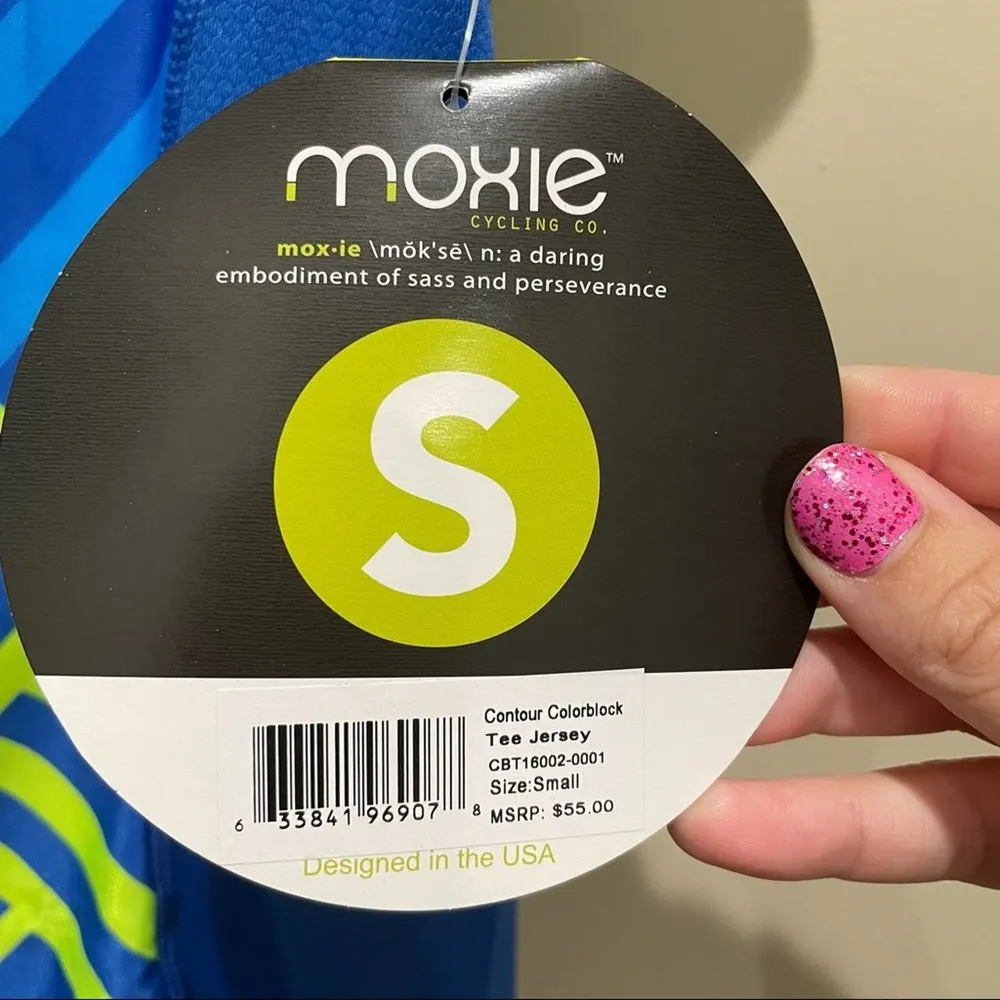 moxie™
CYCLING CO.
mox·ie \mŏk'sē\ n: a daring
embodiment of sass and perseverance
S
Contour Colorblock
Tee Jersey
CBT16002-0001
Size:Small
MSRP: $55.00
6 33841 96907 8
Designed in the USA